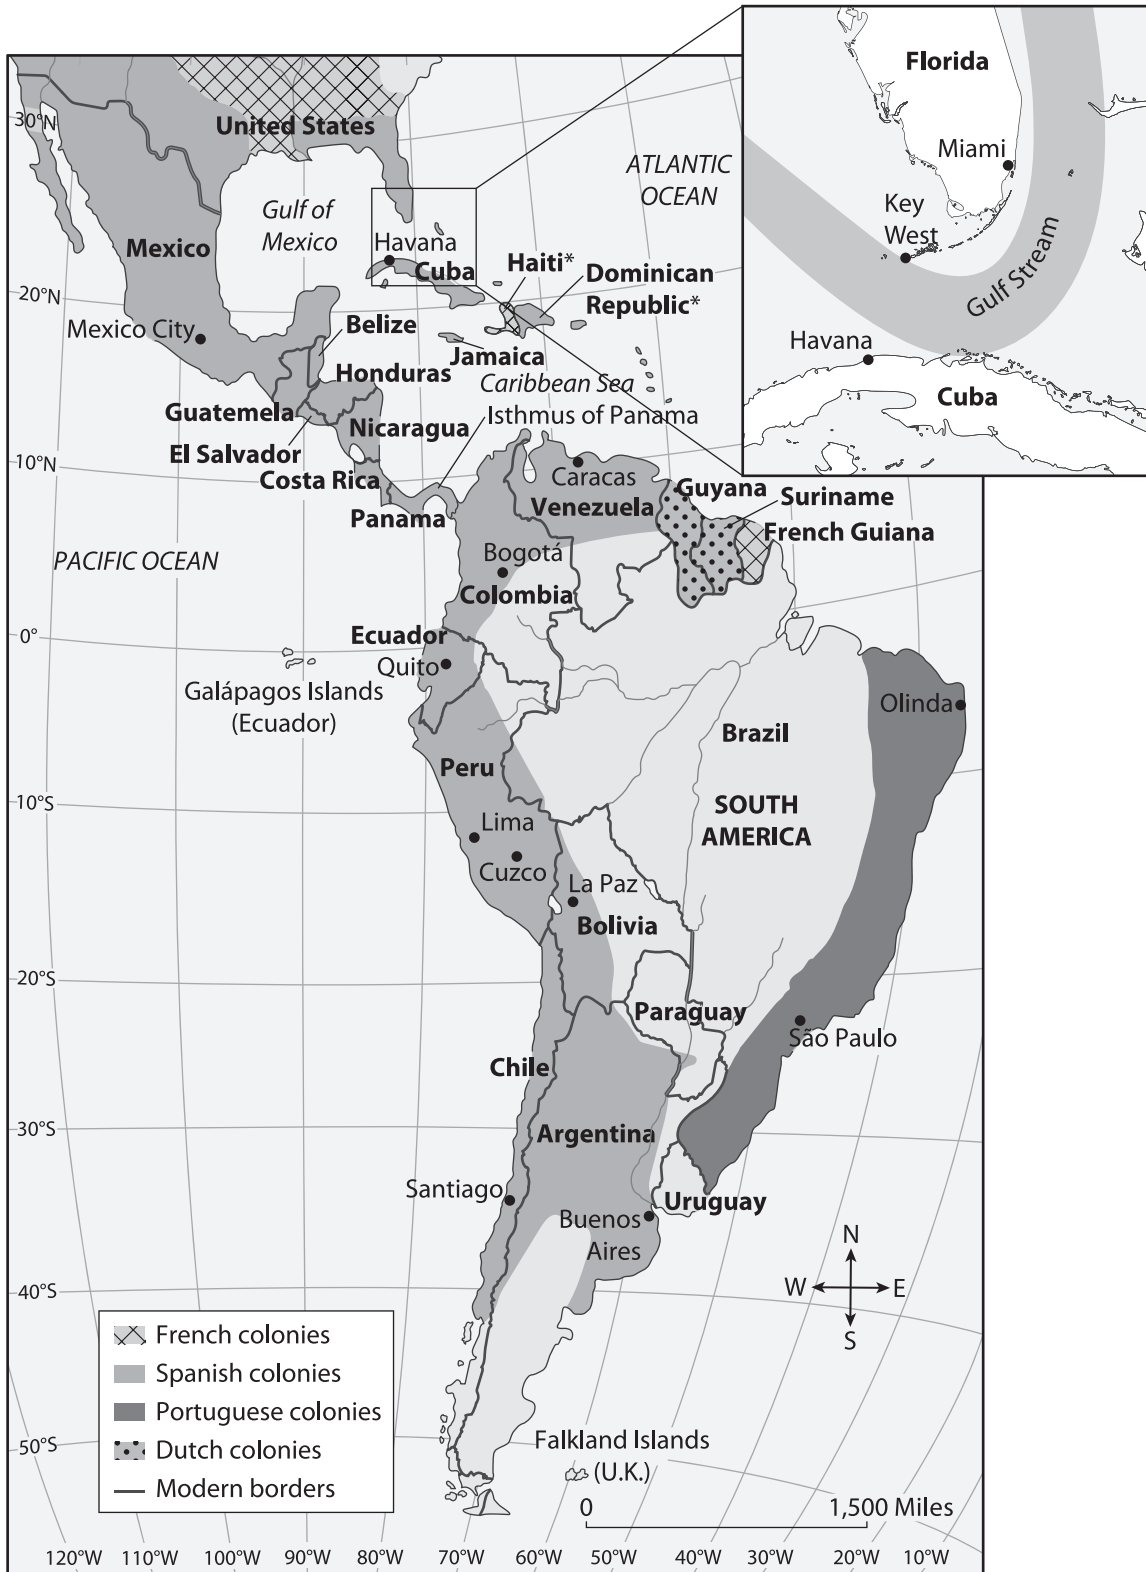 Florida
Miami
Key
West
Gulf Stream
Havana
Cuba
30°N
United States
ATLANTIC
OCEAN
Gulf of
Mexico
Mexico
Havana
Cuba
Haiti*
Dominican
Republic*
20°N
Mexico City
Belize
Jamaica
Honduras
Caribbean Sea
Guatemela
Isthmus of Panama
Nicaragua
El Salvador
10°N
Costa Rica
Caracas
Guyana
Suriname
Venezuela
Panama
French Guiana
PACIFIC OCEAN
Bogotá
Colombia
0°
Ecuador
Quito
Galápagos Islands
(Ecuador)
Olinda
Brazil
Peru
10°S
SOUTH
AMERICA
Lima
Cuzco
La Paz
Bolivia
20°S
Paraguay
São Paulo
Chile
30°S
Argentina
Santiago
Uruguay
Buenos
Aires
N
W E
S
40°S
French colonies
Spanish colonies
Portuguese colonies
Dutch colonies
Modern borders
50°S
Falkland Islands
(U.K.)
0 1,500 Miles
120°W 110°W 100°W 90°W 80°W 70°W 60°W 50°W 40°W 30°W 20°W 10°W